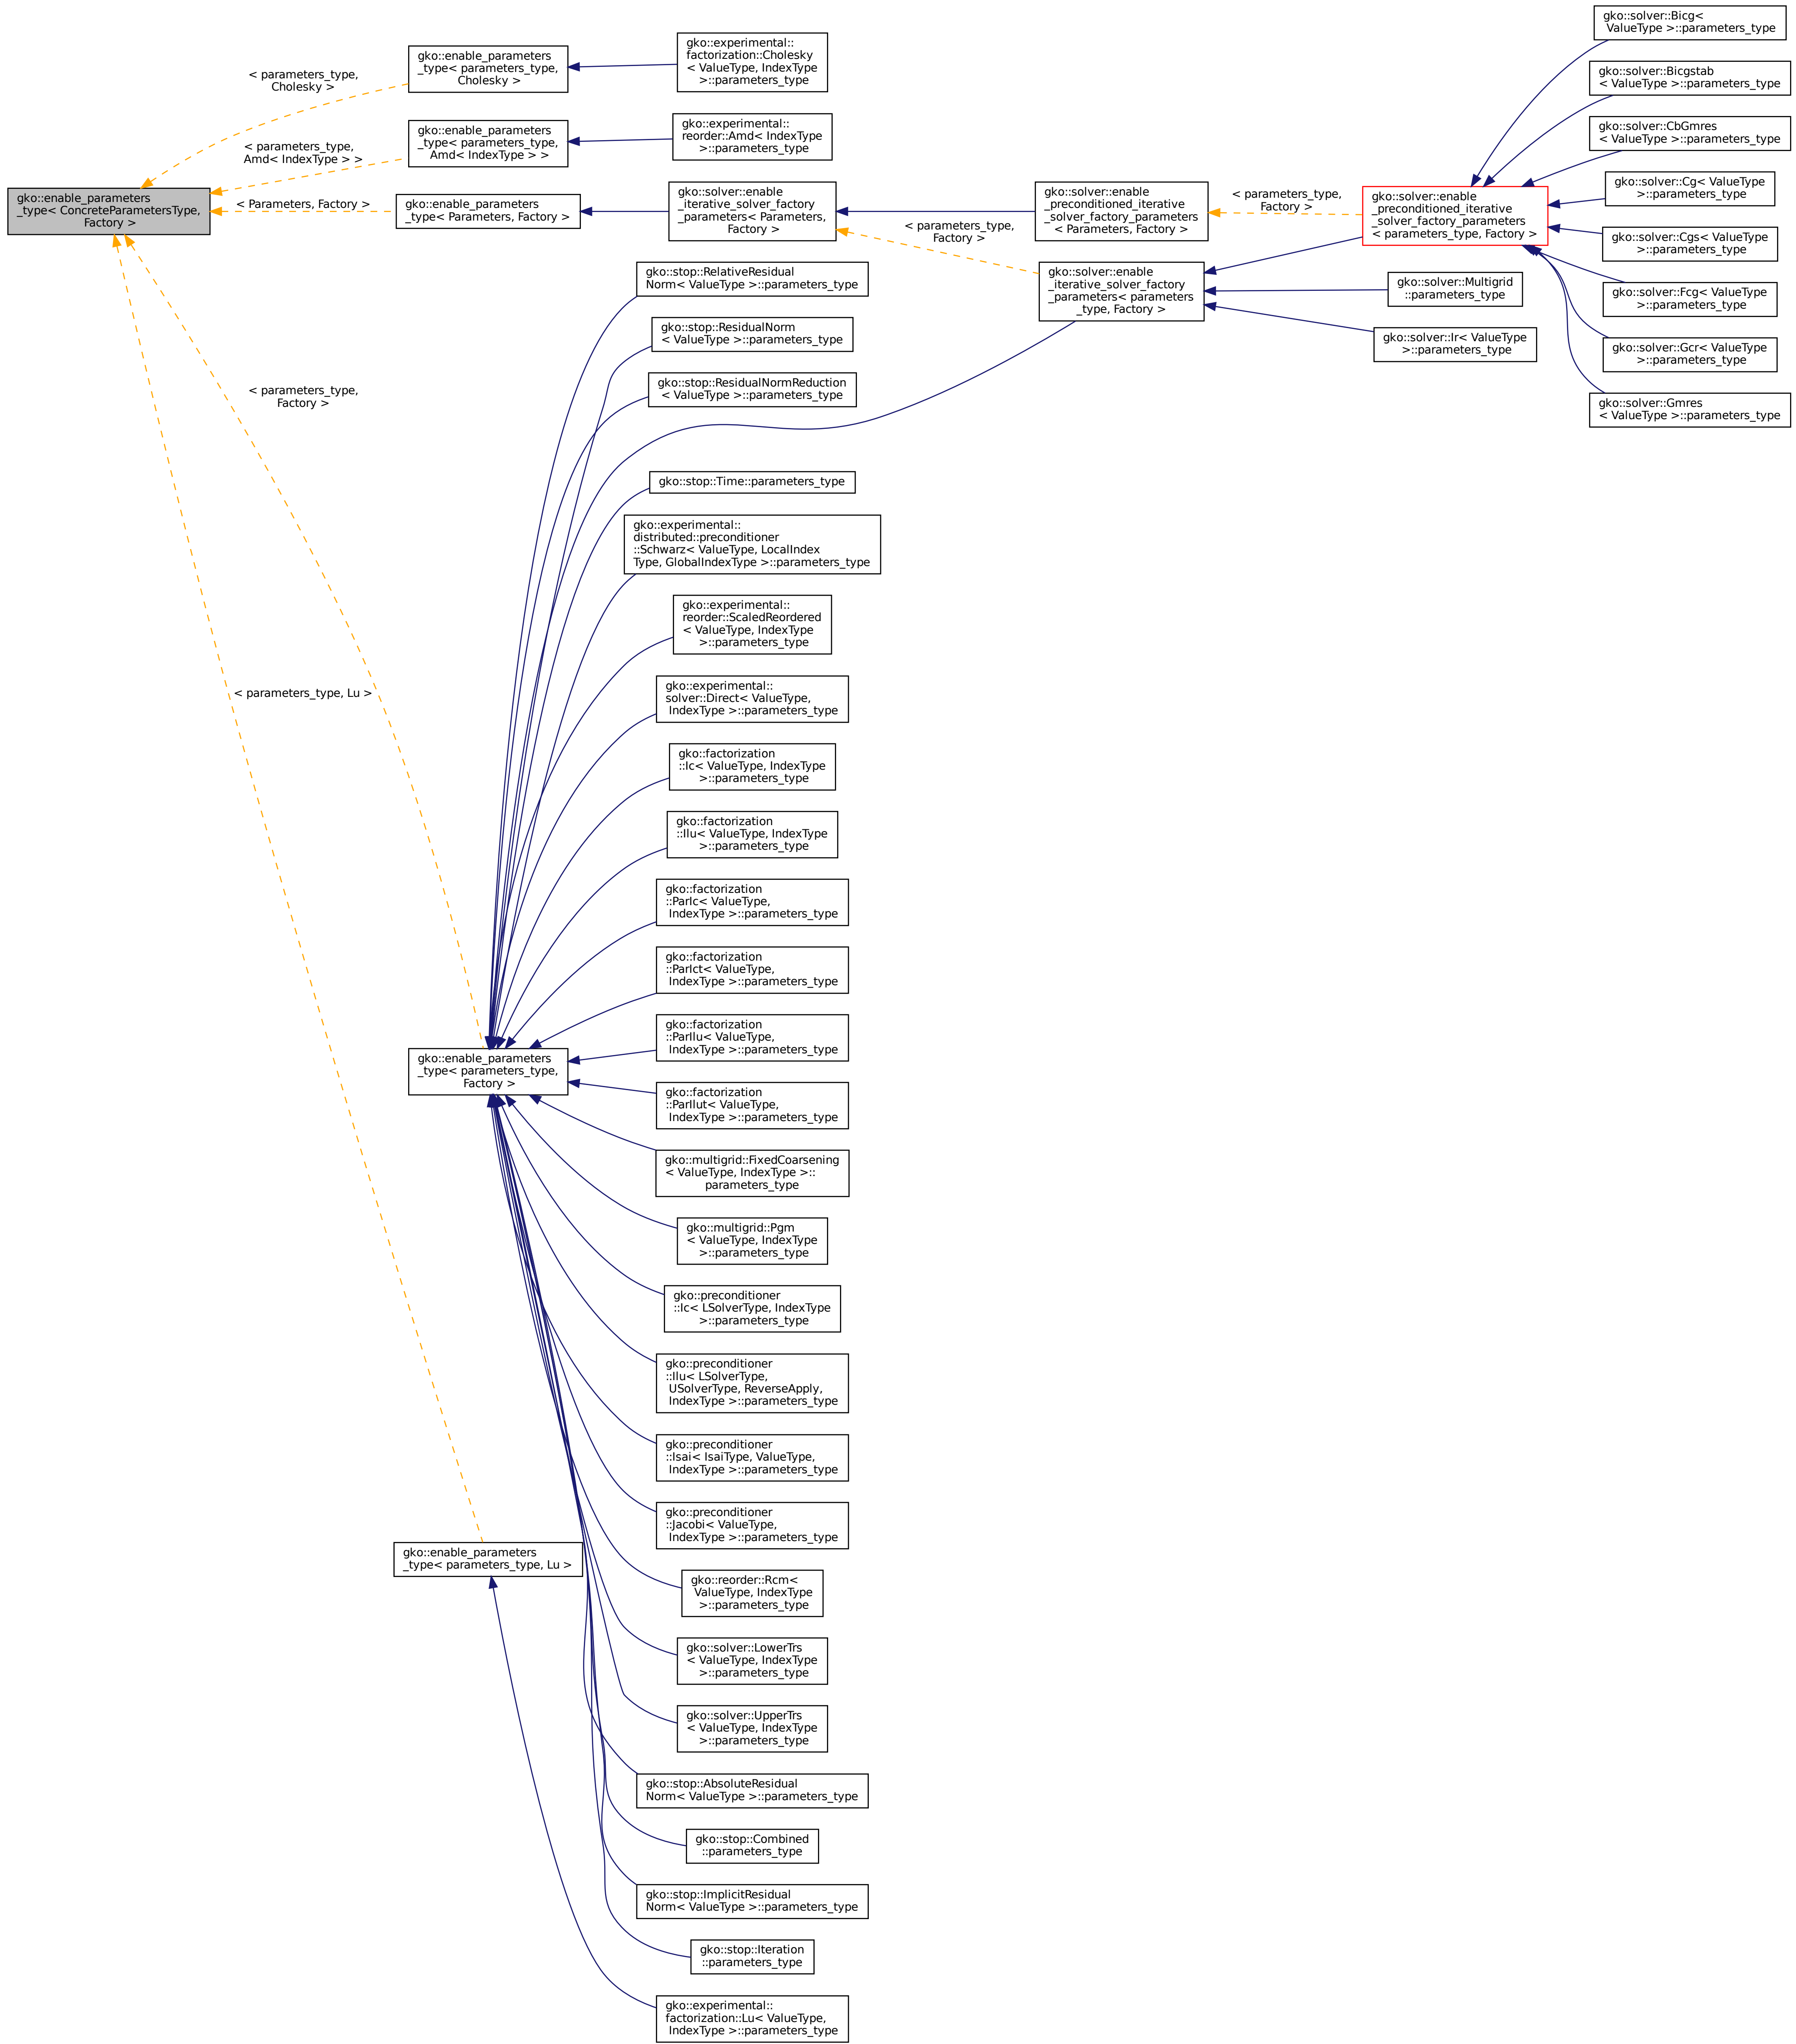 gko::enable_parameters
_type< ConcreteParametersType,
Factory >
< parameters_type,
Cholesky >
< parameters_type,
Amd< IndexType > >
< Parameters, Factory >
< parameters_type,
Factory >
< parameters_type, Lu >
gko::enable_parameters
_type< parameters_type,
Cholesky >
gko::enable_parameters
_type< parameters_type,
Amd< IndexType > >
gko::enable_parameters
_type< Parameters, Factory >
gko::enable_parameters
_type< parameters_type,
Factory >
gko::enable_parameters
_type< parameters_type, Lu >
gko::experimental::
factorization::Cholesky
< ValueType, IndexType
>::parameters_type
gko::experimental::
reorder::Amd< IndexType
>::parameters_type
gko::solver::enable
_iterative_solver_factory
_parameters< Parameters,
Factory >
gko::stop::RelativeResidual
Norm< ValueType >::parameters_type
gko::stop::ResidualNorm
< ValueType >::parameters_type
gko::stop::ResidualNormReduction
< ValueType >::parameters_type
gko::stop::Time::parameters_type
gko::experimental::
distributed::preconditioner
::Schwarz< ValueType, LocalIndex
Type, GlobalIndexType >::parameters_type
gko::experimental::
reorder::ScaledReordered
< ValueType, IndexType
>::parameters_type
gko::experimental::
solver::Direct< ValueType,
IndexType >::parameters_type
gko::factorization
::Ic< ValueType, IndexType
>::parameters_type
gko::factorization
::Ilu< ValueType, IndexType
>::parameters_type
gko::factorization
::ParIc< ValueType,
IndexType >::parameters_type
gko::factorization
::ParIct< ValueType,
IndexType >::parameters_type
gko::factorization
::ParIlu< ValueType,
IndexType >::parameters_type
gko::factorization
::ParIlut< ValueType,
IndexType >::parameters_type
gko::multigrid::FixedCoarsening
< ValueType, IndexType >::
parameters_type
gko::multigrid::Pgm
< ValueType, IndexType
>::parameters_type
gko::preconditioner
::Ic< LSolverType, IndexType
>::parameters_type
gko::preconditioner
::Ilu< LSolverType,
USolverType, ReverseApply,
IndexType >::parameters_type
gko::preconditioner
::Isai< IsaiType, ValueType,
IndexType >::parameters_type
gko::preconditioner
::Jacobi< ValueType,
IndexType >::parameters_type
gko::reorder::Rcm<
ValueType, IndexType
>::parameters_type
gko::solver::LowerTrs
< ValueType, IndexType
>::parameters_type
gko::solver::UpperTrs
< ValueType, IndexType
>::parameters_type
gko::stop::AbsoluteResidual
Norm< ValueType >::parameters_type
gko::stop::Combined
::parameters_type
gko::stop::ImplicitResidual
Norm< ValueType >::parameters_type
gko::stop::Iteration
::parameters_type
gko::experimental::
factorization::Lu< ValueType,
IndexType >::parameters_type
< parameters_type,
Factory >
gko::solver::enable
_preconditioned_iterative
_solver_factory_parameters
< Parameters, Factory >
gko::solver::enable
_iterative_solver_factory
_parameters< parameters
_type, Factory >
< parameters_type,
Factory >
gko::solver::enable
_preconditioned_iterative
_solver_factory_parameters
< parameters_type, Factory >
gko::solver::Multigrid
::parameters_type
gko::solver::Ir< ValueType
>::parameters_type
gko::solver::Bicg<
ValueType >::parameters_type
gko::solver::Bicgstab
< ValueType >::parameters_type
gko::solver::CbGmres
< ValueType >::parameters_type
gko::solver::Cg< ValueType
>::parameters_type
gko::solver::Cgs< ValueType
>::parameters_type
gko::solver::Fcg< ValueType
>::parameters_type
gko::solver::Gcr< ValueType
>::parameters_type
gko::solver::Gmres
< ValueType >::parameters_type